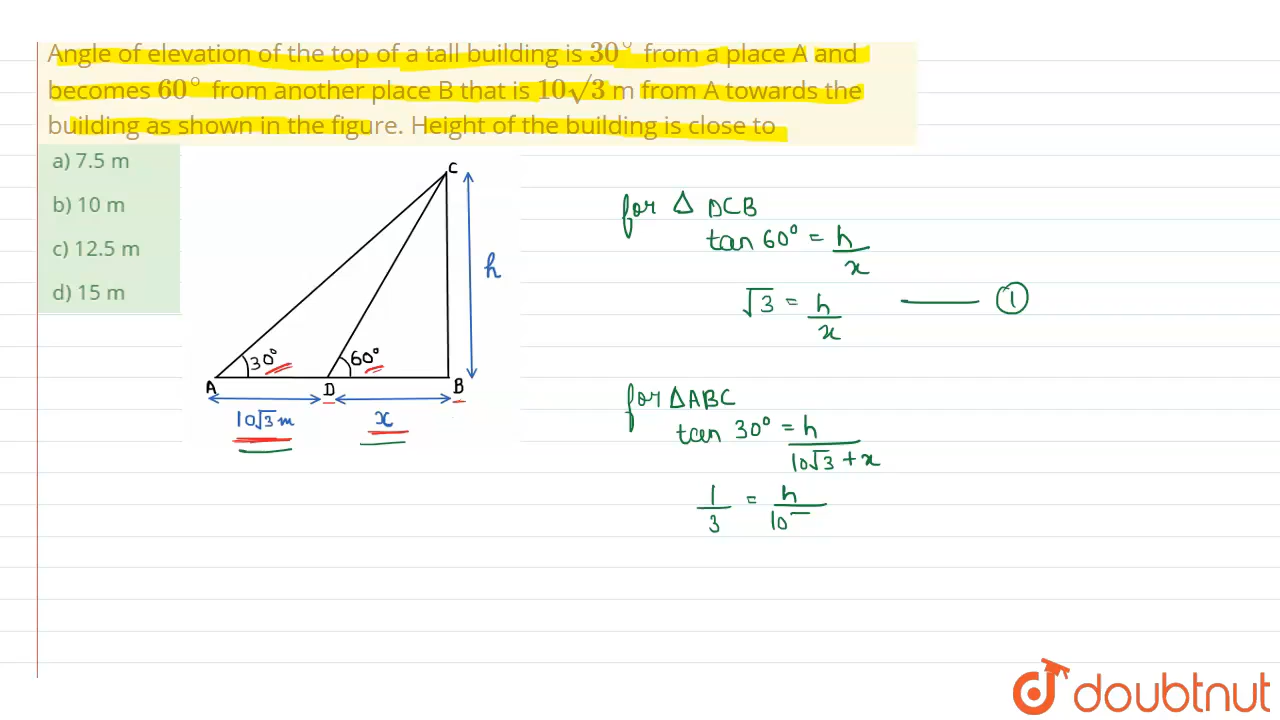 Angle of elevation of the top of a tall building is 30° from a place A and
becomes 60° from another place B that is 10√3 m from A towards the
building as shown in the figure. Height of the building is close to
a) 7.5 m
b) 10 m
c) 12.5 m
d) 15 m
C
h
30°
60°
A
D
B
10√3 m
x
for △ DCB
tan 60° = h/x
√3 = h/x —— ①
for △ABC
tan 30° = h/10√3 + x
1/3 = h/10
doubtnut